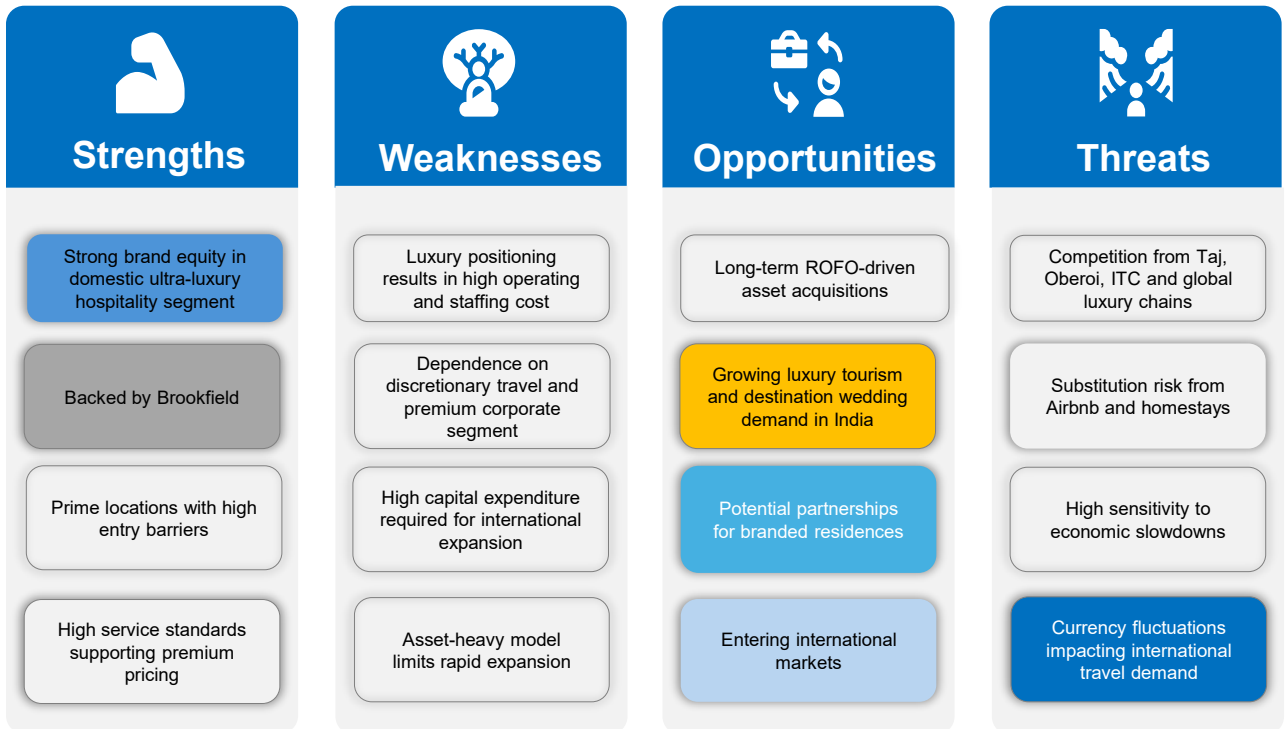 Strengths
Strong brand equity in
domestic ultra-luxury
hospitality segment
Backed by Brookfield
Prime locations with high
entry barriers
High service standards
supporting premium
pricing
Weaknesses
Luxury positioning
results in high operating
and staffing cost
Dependence on
discretionary travel and
premium corporate
segment
High capital expenditure
required for international
expansion
Asset-heavy model
limits rapid expansion
Opportunities
Long-term ROFO-driven
asset acquisitions
Growing luxury tourism
and destination wedding
demand in India
Potential partnerships
for branded residences
Entering international
markets
Threats
Competition from Taj,
Oberoi, ITC and global
luxury chains
Substitution risk from
Airbnb and homestays
High sensitivity to
economic slowdowns
Currency fluctuations
impacting international
travel demand